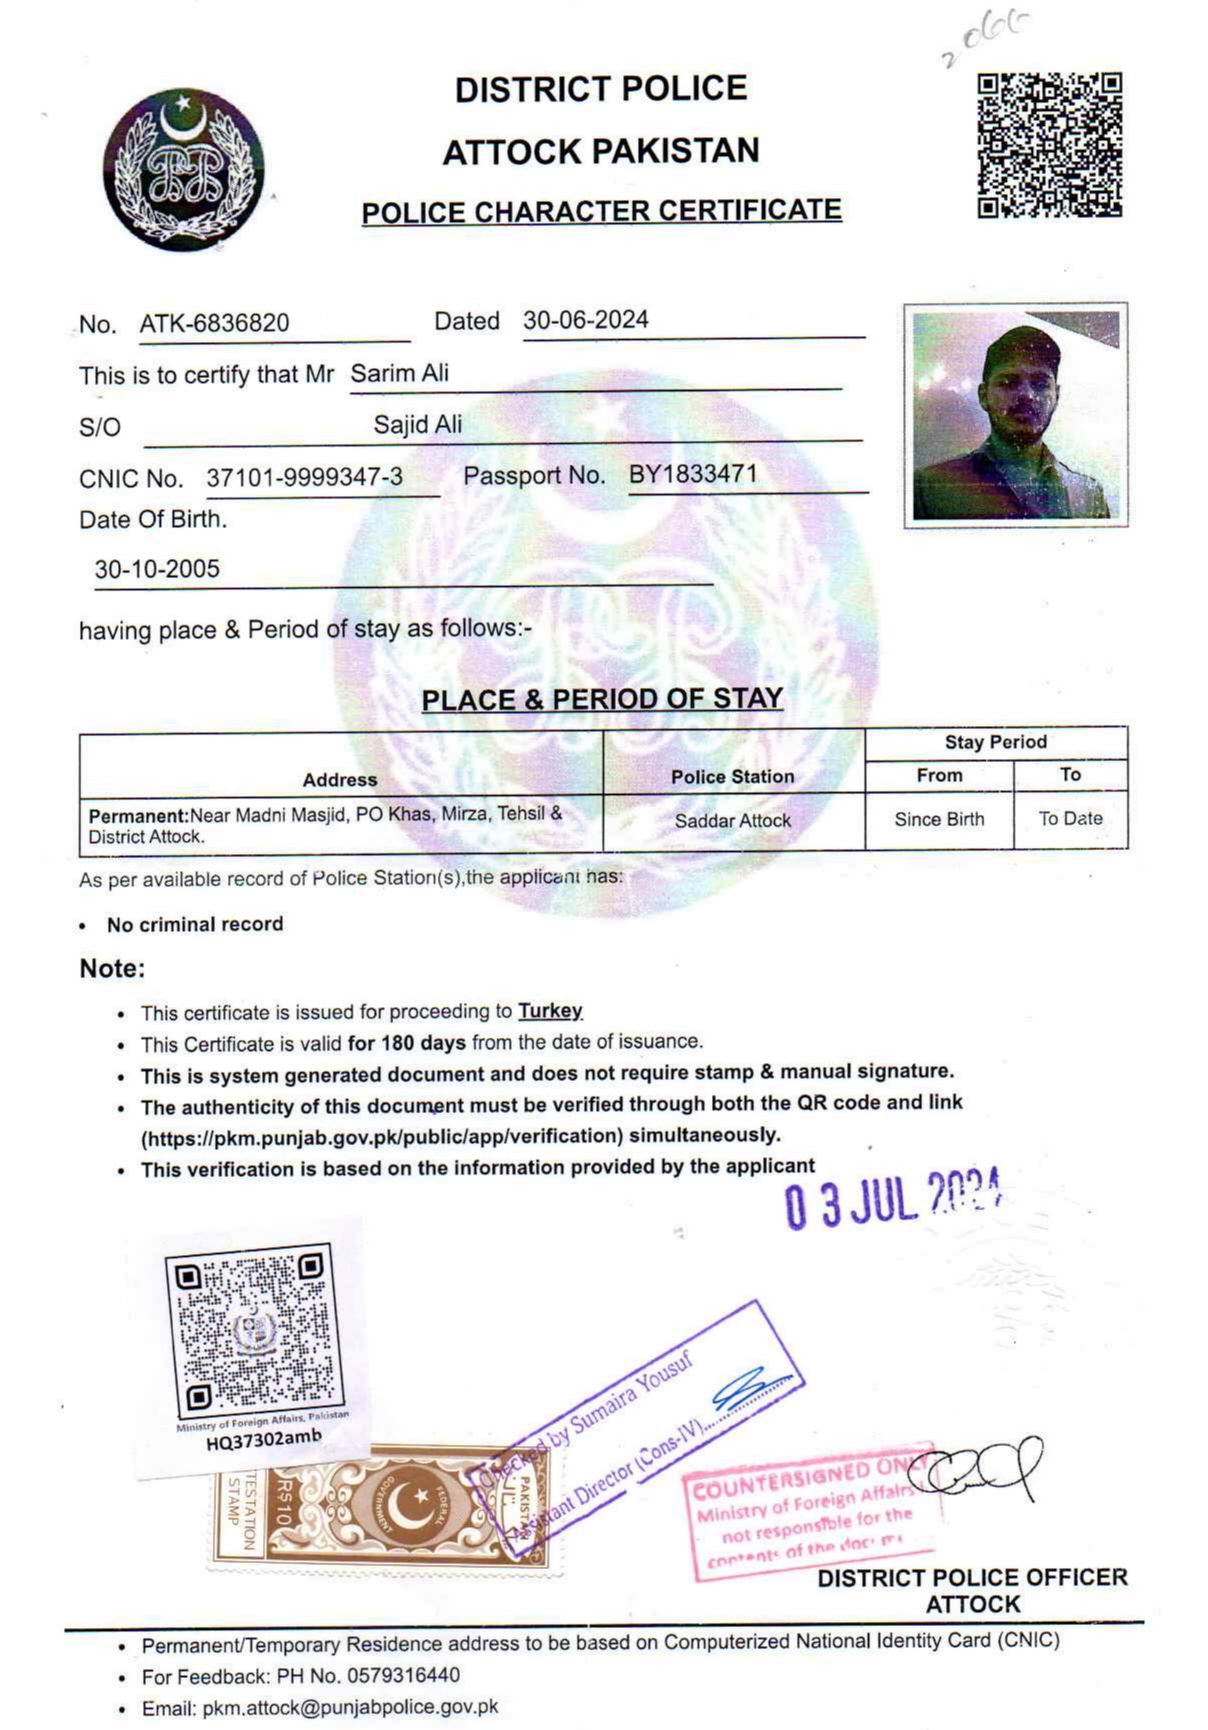 2066
DISTRICT POLICE
ATTOCK PAKISTAN
POLICE CHARACTER CERTIFICATE
No. ATK-6836820 Dated 30-06-2024
This is to certify that Mr Sarim Ali
S/O Sajid Ali
CNIC No. 37101-9999347-3 Passport No. BY1833471
Date Of Birth.
30-10-2005
having place & Period of stay as follows:-
PLACE & PERIOD OF STAY
Address Police Station Stay Period
From To
Permanent:Near Madni Masjid, PO Khas, Mirza, Tehsil & District Attock. Saddar Attock Since Birth To Date
As per available record of Police Station(s),the applicant has:
• No criminal record
Note:
• This certificate is issued for proceeding to Turkey
• This Certificate is valid for 180 days from the date of issuance.
• This is system generated document and does not require stamp & manual signature.
• The authenticity of this document must be verified through both the QR code and link
(https://pkm.punjab.gov.pk/public/app/verification) simultaneously.
• This verification is based on the information provided by the applicant
03 JUL 2024
Ministry of Foreign Affairs, Pakistan
HQ37302amb
STAMP
RS10
GOVERNMENT
FEDERAL
PAKISTAN
Checked by Sumaira Yousuf
Assistant Director (Cons-IV)
COUNTERSIGNED ONLY
Ministry of Foreign Affairs
not responsible for the
contents of the
DISTRICT POLICE OFFICER
ATTOCK
• Permanent/Temporary Residence address to be based on Computerized National Identity Card (CNIC)
• For Feedback: PH No. 0579316440
• Email: pkm.attock@punjabpolice.gov.pk